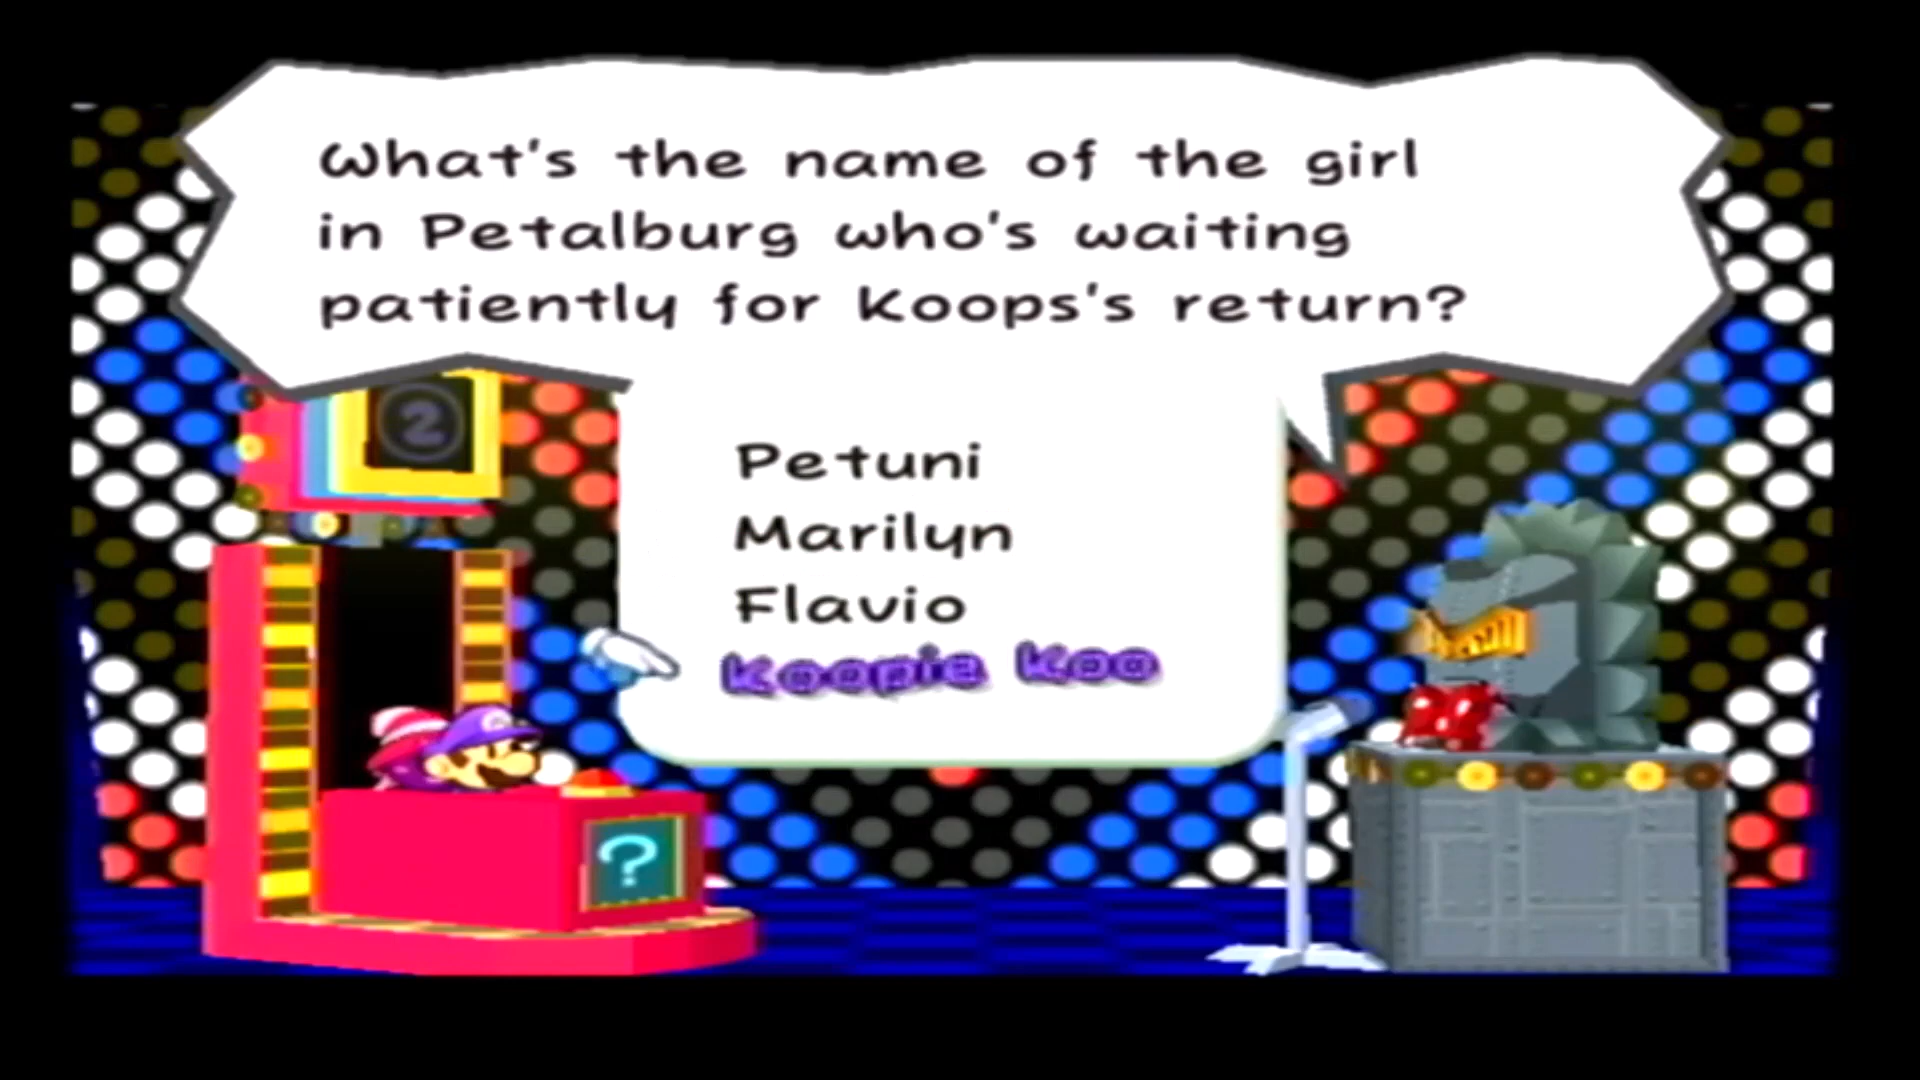 What's the name of the girl
in Petalburg who's waiting
patiently for Koops's return?
2
Petuni
Marilyn
Flavio
Koopie Koo
?